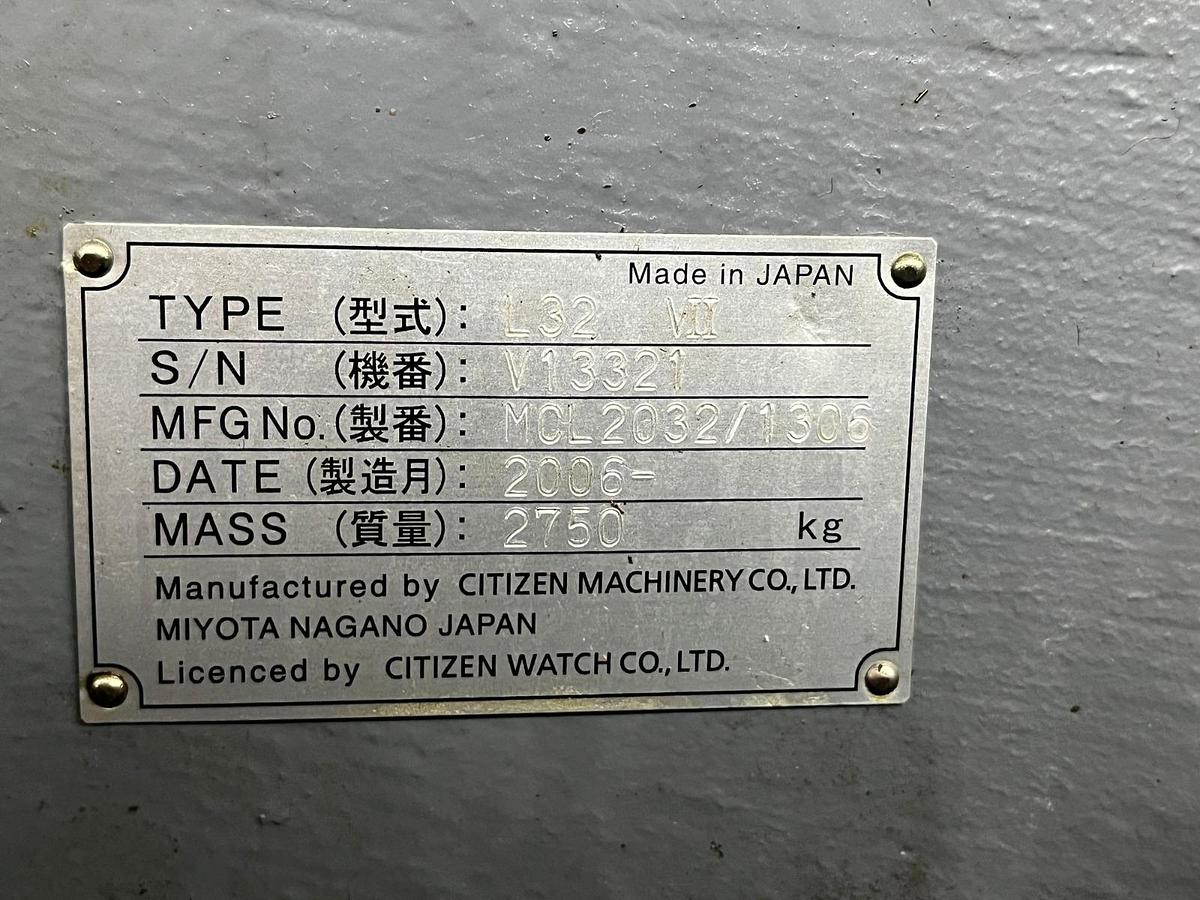 Made in JAPAN
TYPE (型式): L32 Ⅶ
S/N (機番): V13321
MFG No. (製番): MCL2032/1306
DATE (製造月): 2006-
MASS (質量): 2750 kg
Manufactured by CITIZEN MACHINERY CO., LTD.
MIYOTA NAGANO JAPAN
Licenced by CITIZEN WATCH CO., LTD.